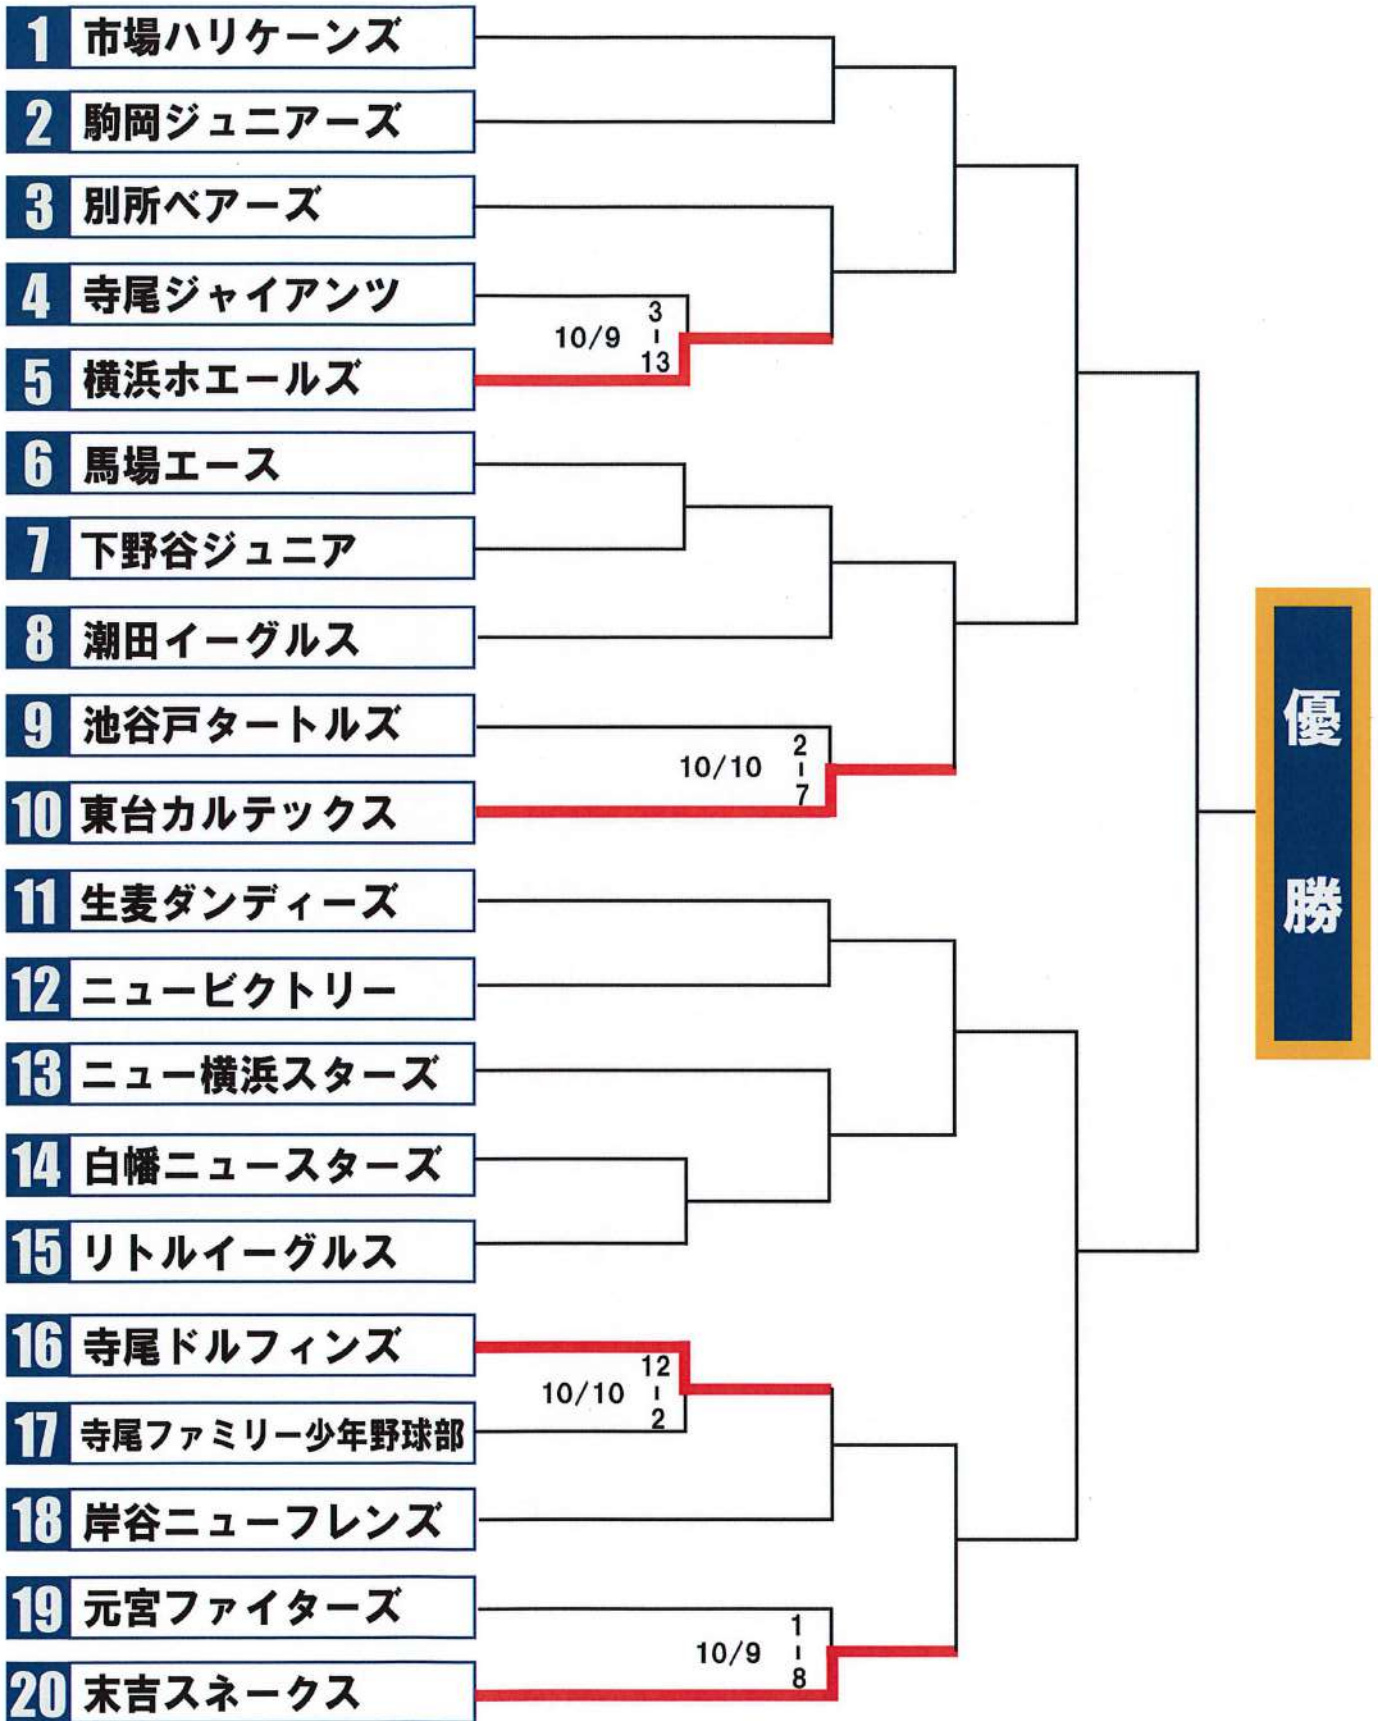 1 市場ハリケーンズ
2 駒岡ジュニアーズ
3 別所ベアーズ
4 寺尾ジャイアンツ
10/9 3-13
5 横浜ホエールズ
6 馬場エース
7 下野谷ジュニア
8 潮田イーグルス
9 池谷戸タートルズ
10/10 2-7
10 東台カルテックス
11 生麦ダンディーズ
12 ニュービクトリー
13 ニュー横浜スターズ
14 白幡ニュースターズ
15 リトルイーグルス
16 寺尾ドルフィンズ
10/10 12-2
17 寺尾ファミリー少年野球部
18 岸谷ニューフレンズ
19 元宮ファイターズ
10/9 1-8
20 末吉スネークス
優勝